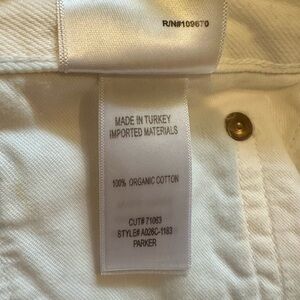 R/N#109670
MADE IN TURKEY
IMPORTED MATERIALS
100% ORGANIC COTTON
CUT# 71063
STYLE# A026C-1183
PARKER